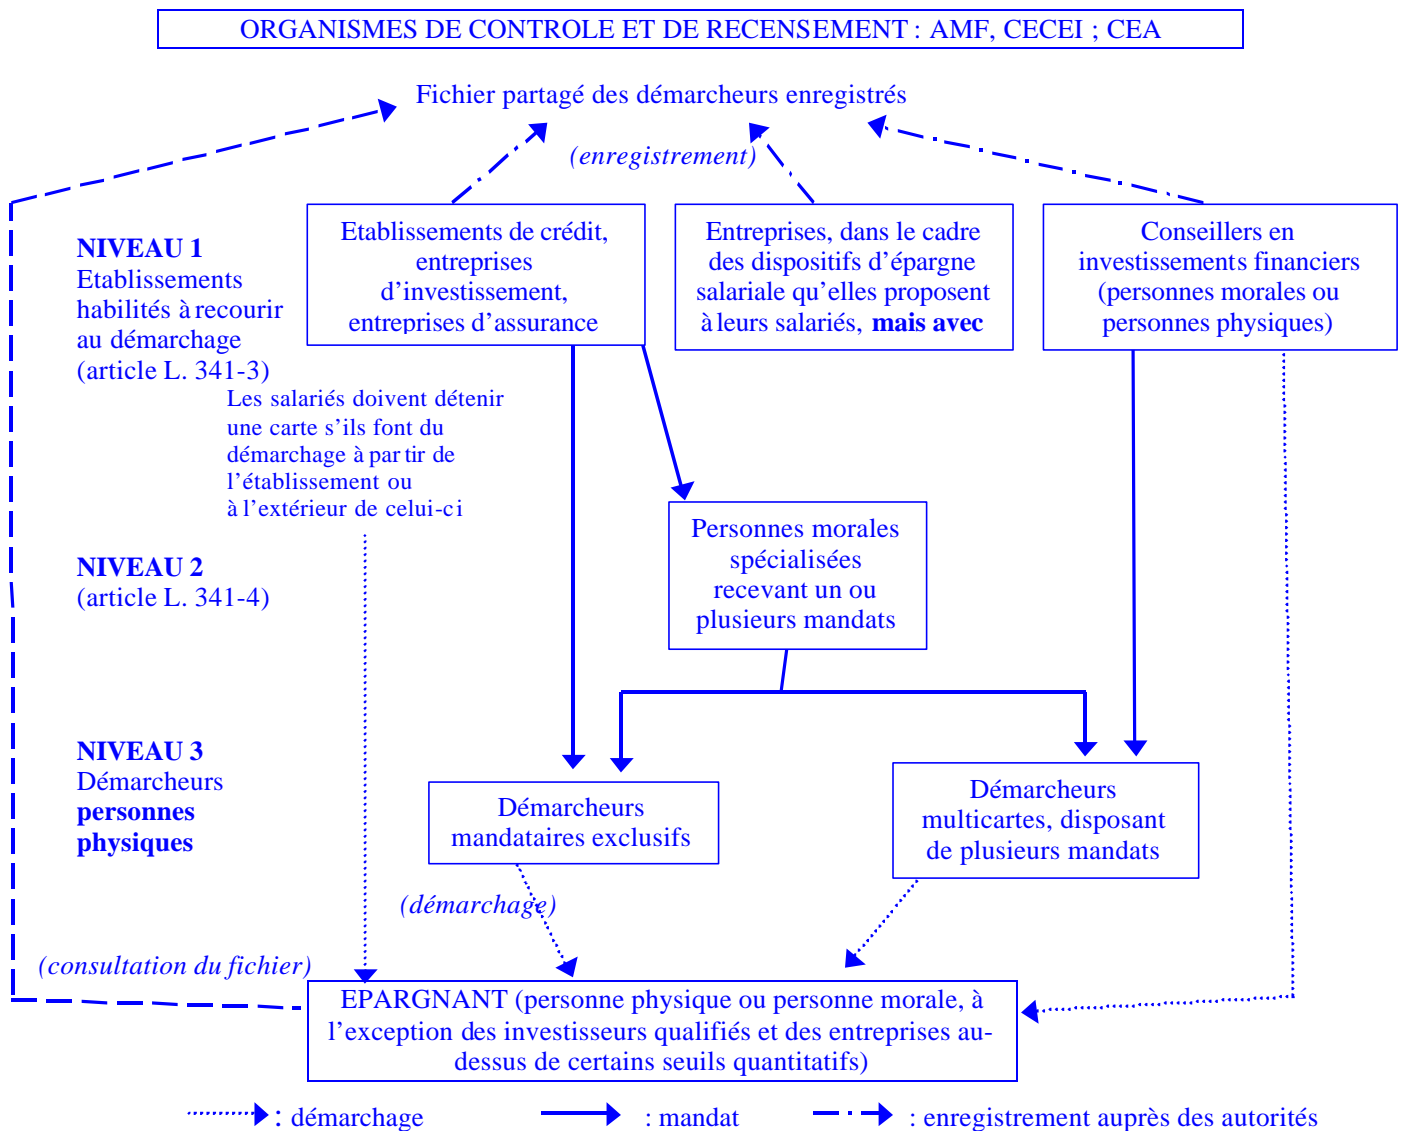 ORGANISMES DE CONTROLE ET DE RECENSEMENT : AMF, CECEI ; CEA
Fichier partagé des démarcheurs enregistrés
(enregistrement)
NIVEAU 1
Etablissements
habilités à recourir
au démarchage
(article L. 341-3)
Etablissements de crédit,
entreprises
d’investissement,
entreprises d’assurance
Entreprises, dans le cadre
des dispositifs d’épargne
salariale qu’elles proposent
à leurs salariés, mais avec
Conseillers en
investissements financiers
(personnes morales ou
personnes physiques)
Les salariés doivent détenir
une carte s’ils font du
démarchage à partir de
l’établissement ou
à l’extérieur de celui-ci
Personnes morales
spécialisées
recevant un ou
plusieurs mandats
NIVEAU 2
(article L. 341-4)
NIVEAU 3
Démarcheurs
personnes
physiques
Démarcheurs
mandataires exclusifs
Démarcheurs
multicartes, disposant
de plusieurs mandats
(démarchage)
(consultation du fichier)
EPARGNANT (personne physique ou personne morale, à
l’exception des investisseurs qualifiés et des entreprises au-
dessus de certains seuils quantitatifs)
: démarchage
: mandat
: enregistrement auprès des autorités